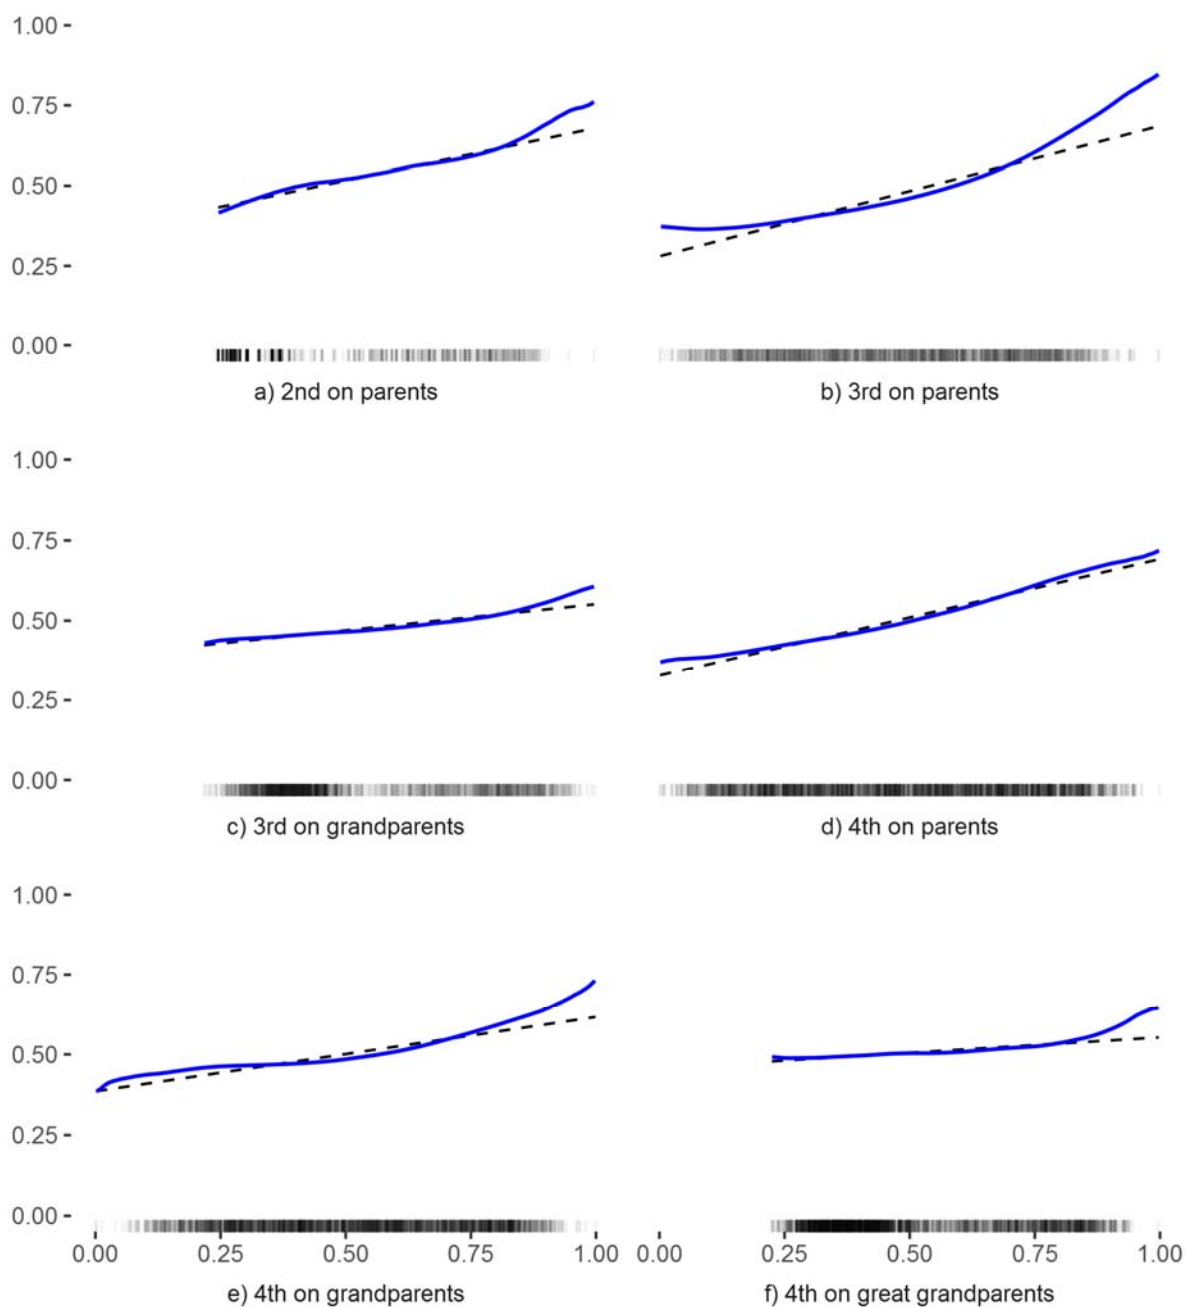 1.00
0.75
0.50
0.25
0.00
a) 2nd on parents
b) 3rd on parents
1.00
0.75
0.50
0.25
0.00
c) 3rd on grandparents
d) 4th on parents
1.00
0.75
0.50
0.25
0.00
0.00 0.25 0.50 0.75 1.00
0.00 0.25 0.50 0.75 1.00
e) 4th on grandparents
f) 4th on great grandparents